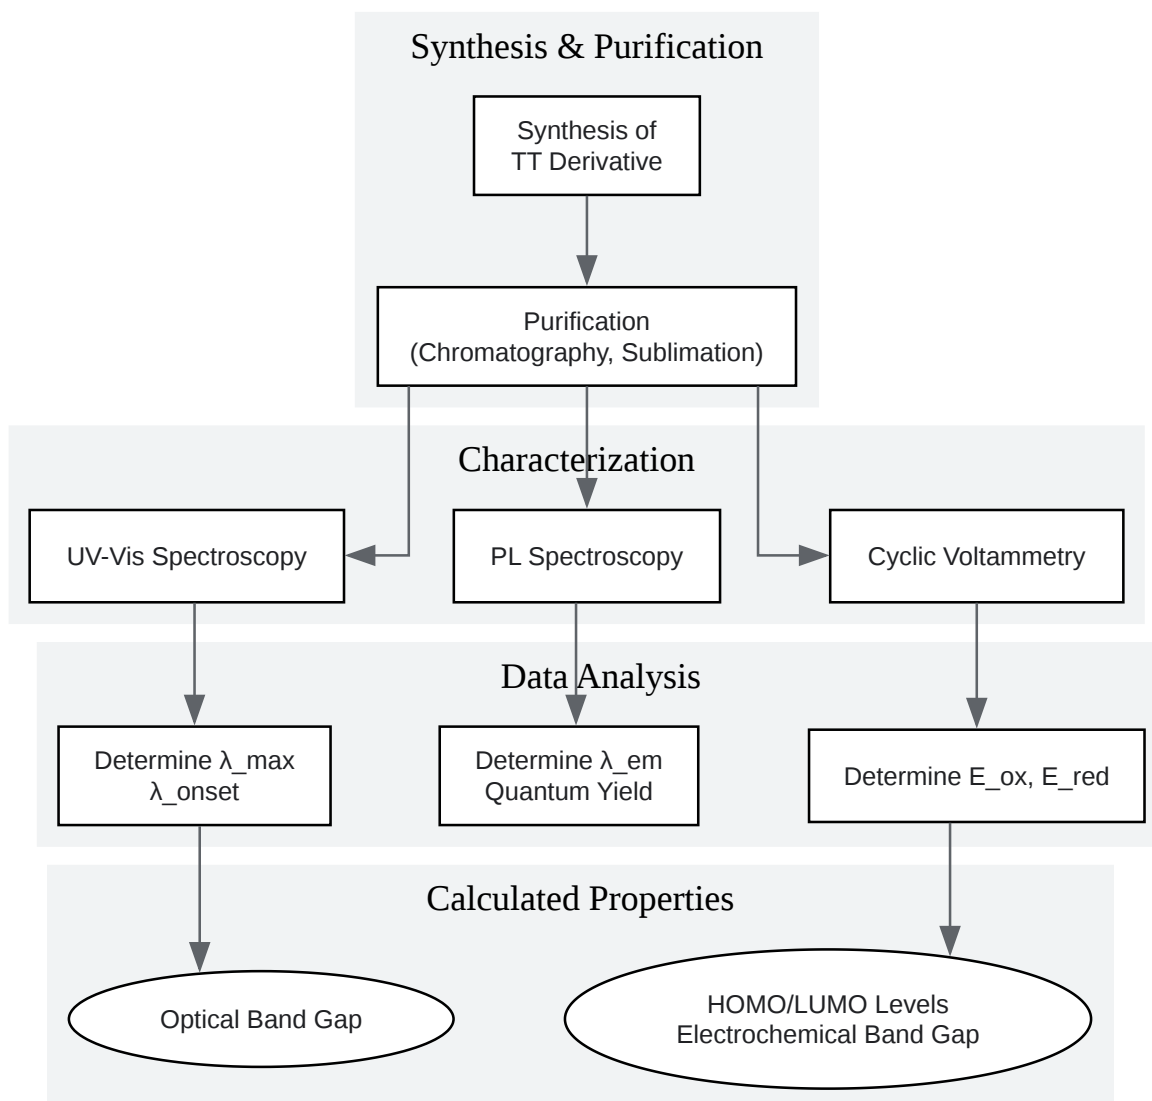 Synthesis & Purification
Synthesis of
TT Derivative
Purification
(Chromatography, Sublimation)
Characterization
UV-Vis Spectroscopy
PL Spectroscopy
Cyclic Voltammetry
Data Analysis
Determine λ_max
λ_onset
Determine λ_em
Quantum Yield
Determine E_ox, E_red
Calculated Properties
Optical Band Gap
HOMO/LUMO Levels
Electrochemical Band Gap